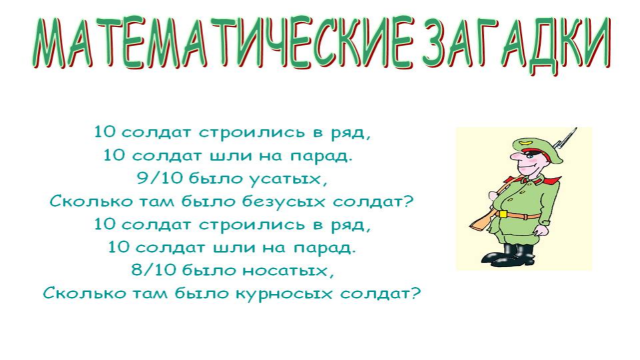 МАТЕМАТИЧЕСКИЕ ЗАГАДКИ
10 солдат строились в ряд,
10 солдат шли на парад.
9/10 было усатых,
Сколько там было безусых солдат?
10 солдат строились в ряд,
10 солдат шли на парад.
8/10 было носатых,
Сколько там было курносых солдат?